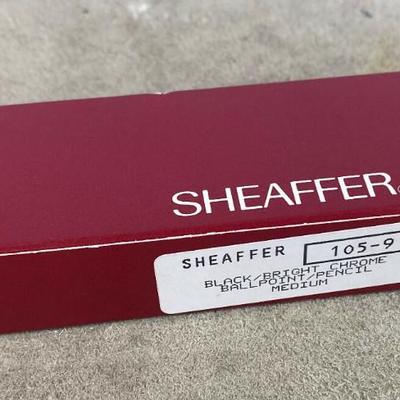 SHEAFFER
SHEAFFER 105-9
BLACK/BRIGHT CHROME
BALLPOINT/PENCIL
MEDIUM